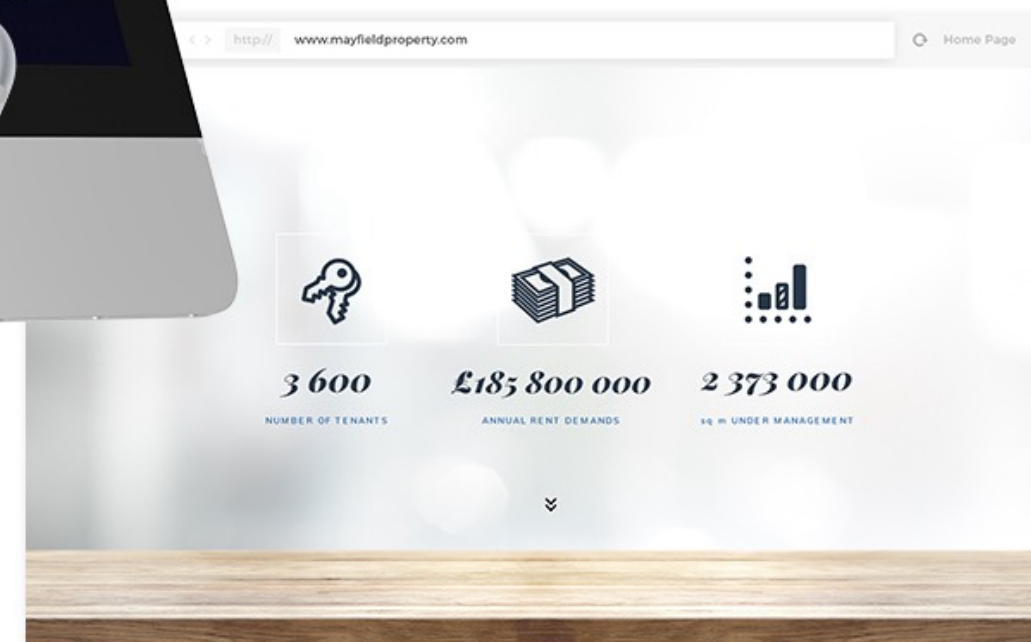 http:// www.mayfieldproperty.com Home Page
3 600 £185 800 000 2 373 000
NUMBER OF TENANTS ANNUAL RENT DEMANDS sq m UNDER MANAGEMENT